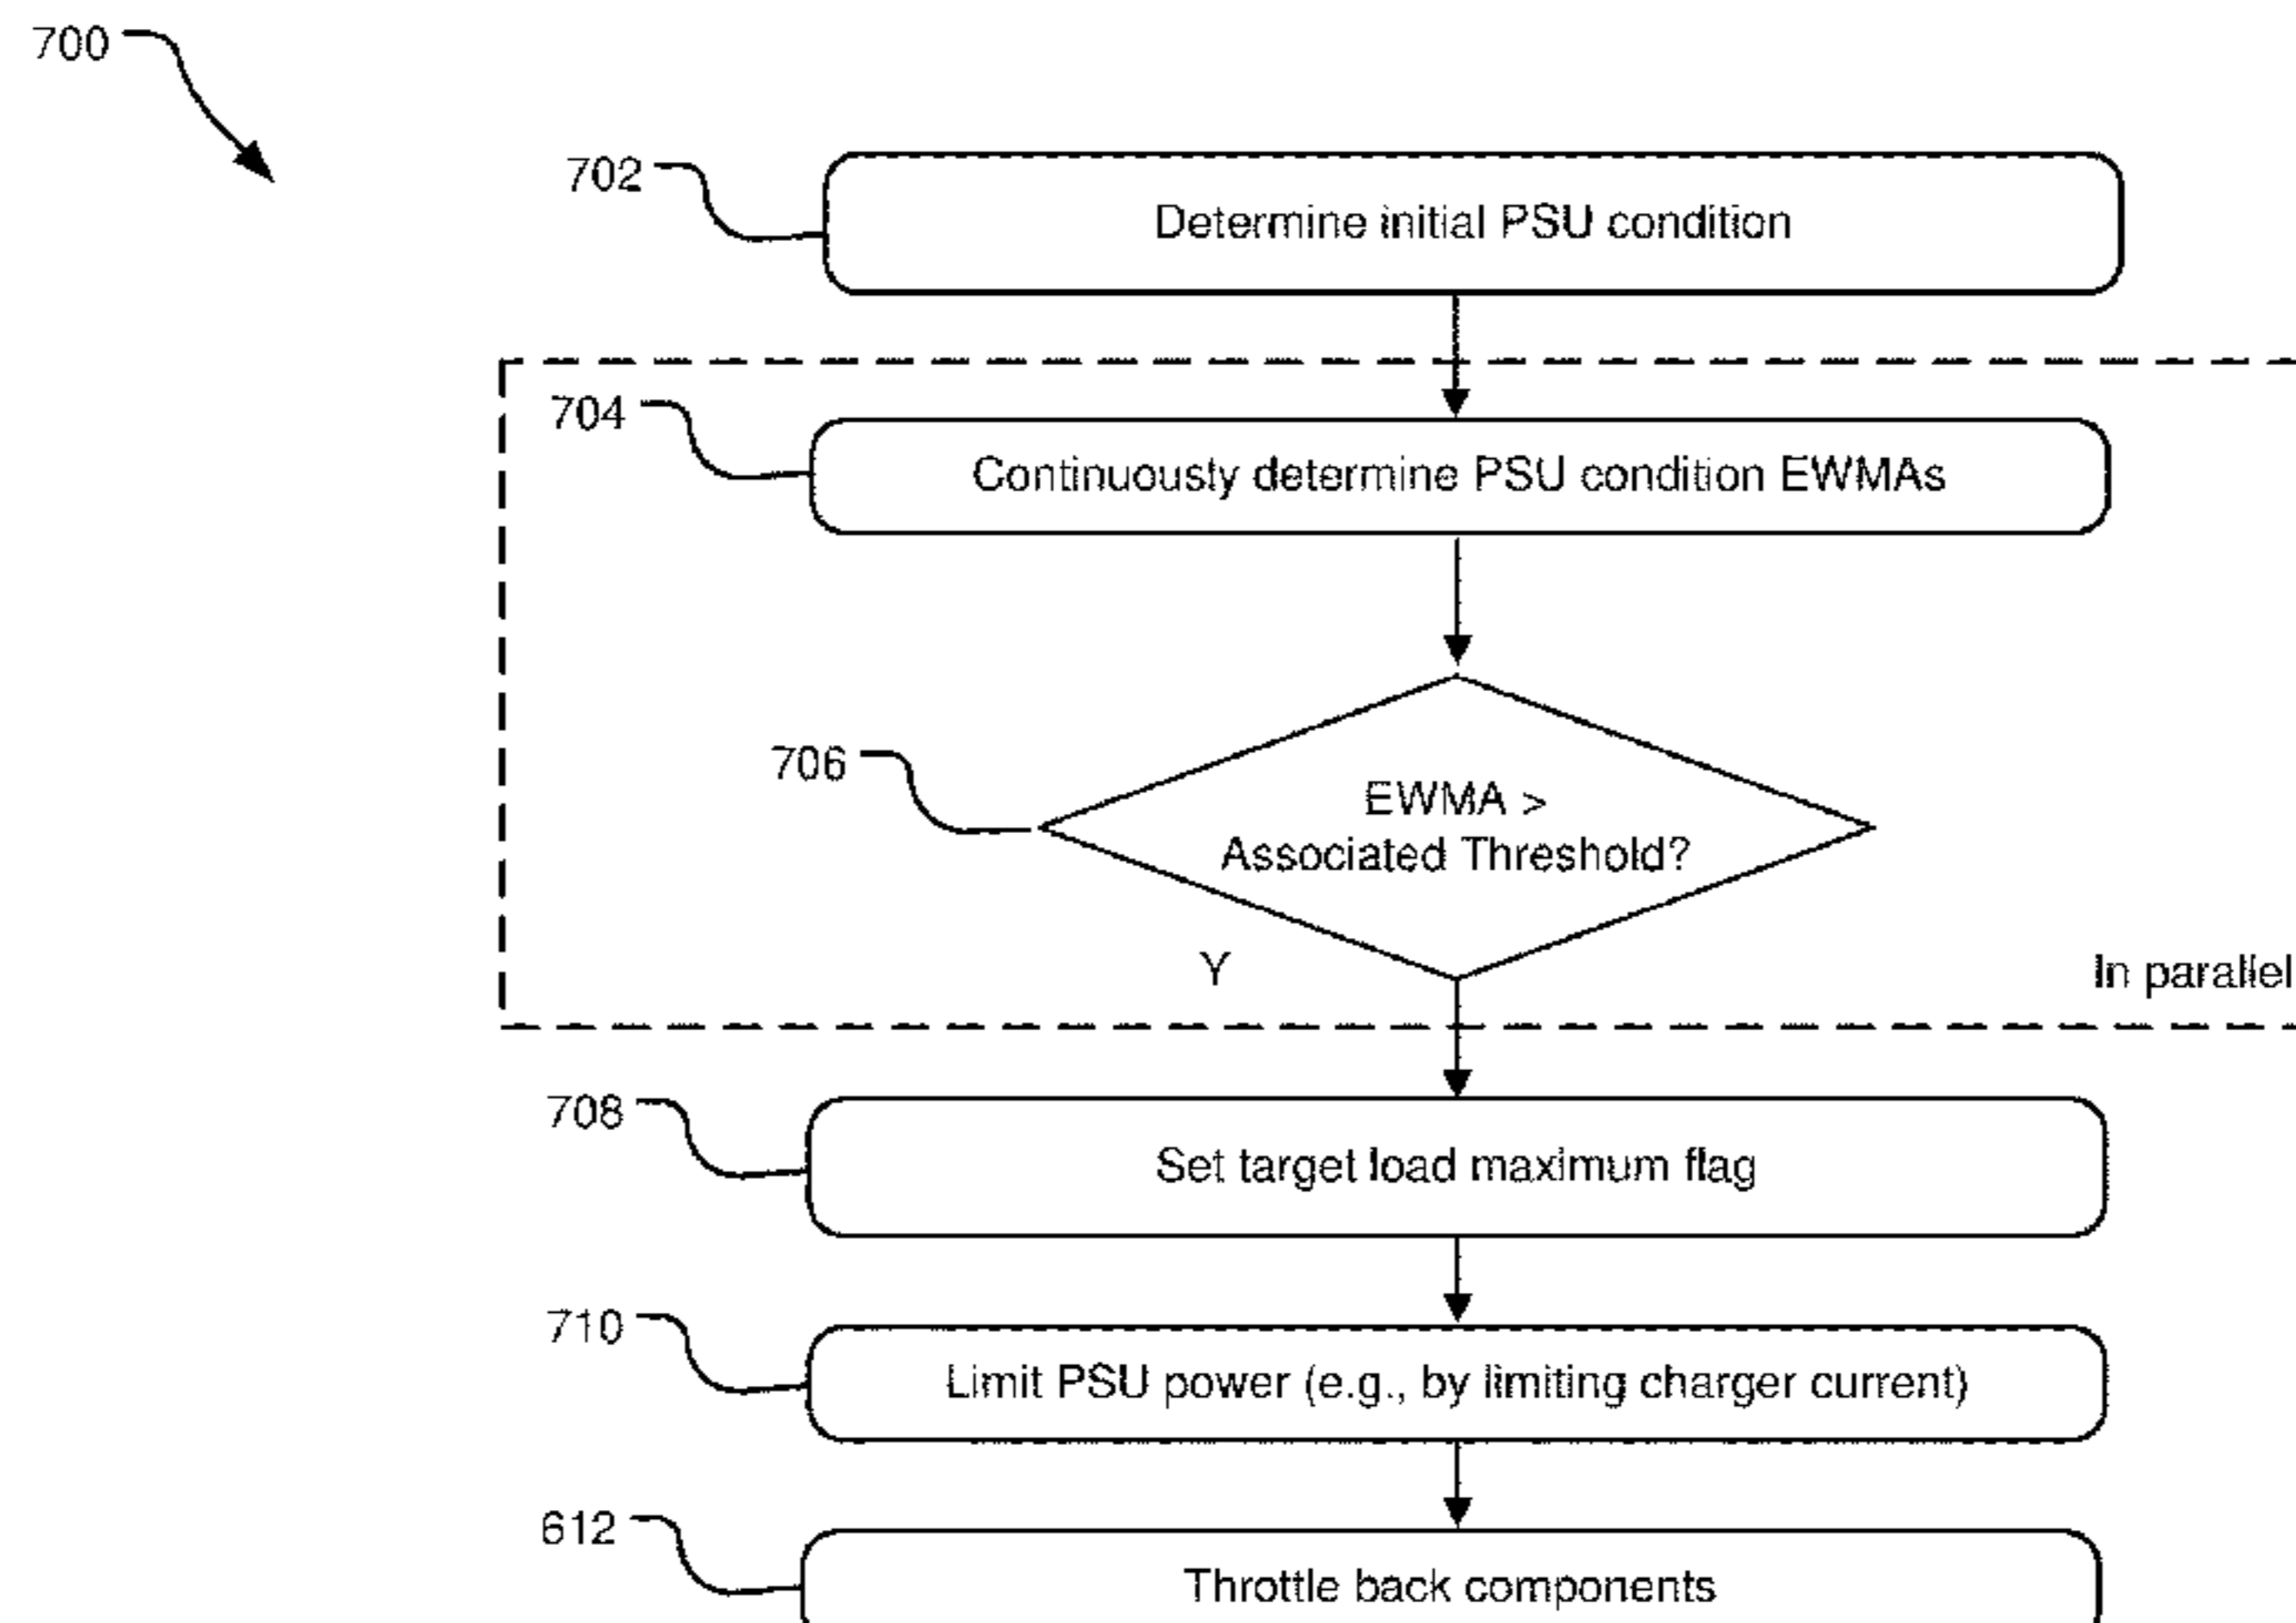 700
702
Determine initial PSU condition
704
Continuously determine PSU condition EWMAs
706
EWMA >
Associated Threshold?
Y
In parallel
708
Set target load maximum flag
710
Limit PSU power (e.g., by limiting charger current)
612
Throttle back components